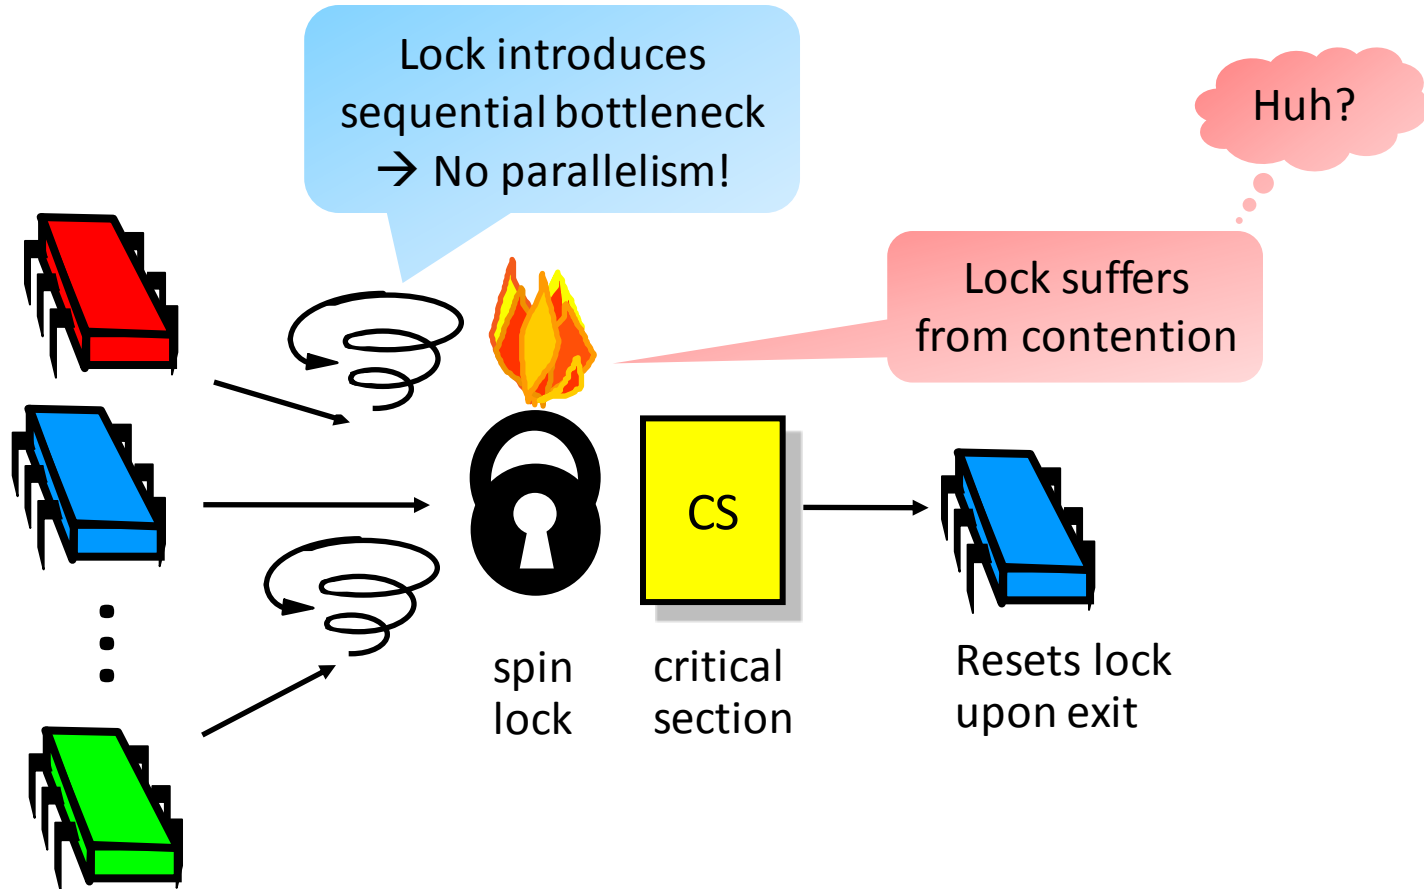 Lock introduces
sequential bottleneck
→ No parallelism!
Huh?
Lock suffers
from contention
CS
spin
lock
critical
section
Resets lock
upon exit